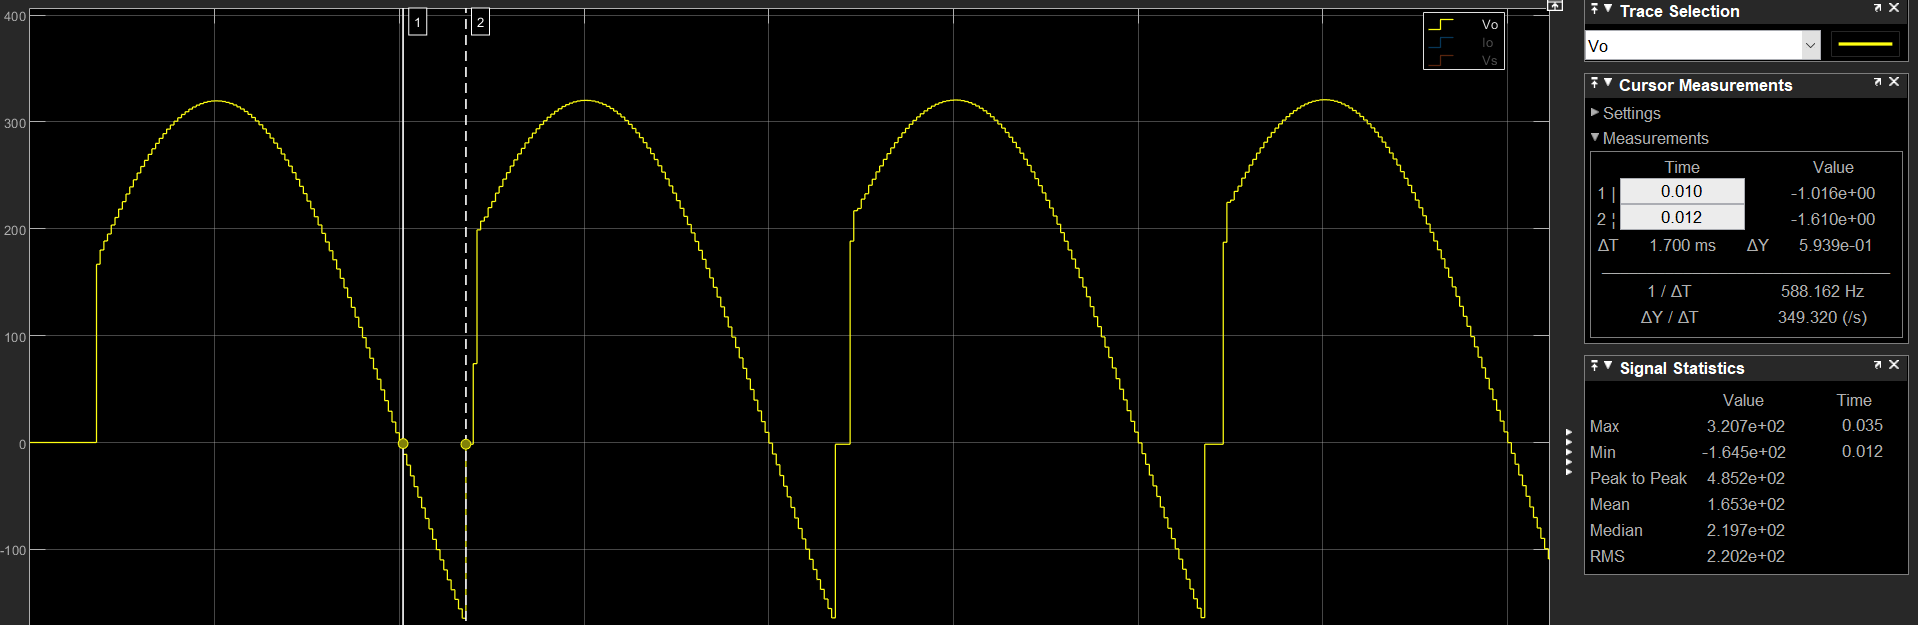 400
300
200
100
0
-100
1
2
Vo
Io
Vs
Trace Selection
Vo
Cursor Measurements
Settings
Measurements
Time Value
1 | 0.010 -1.016e+00
2 ¦ 0.012 -1.610e+00
ΔT 1.700 ms ΔY 5.939e-01
1 / ΔT 588.162 Hz
ΔY / ΔT 349.320 (/s)
Signal Statistics
Value Time
Max 3.207e+02 0.035
Min -1.645e+02 0.012
Peak to Peak 4.852e+02
Mean 1.653e+02
Median 2.197e+02
RMS 2.202e+02